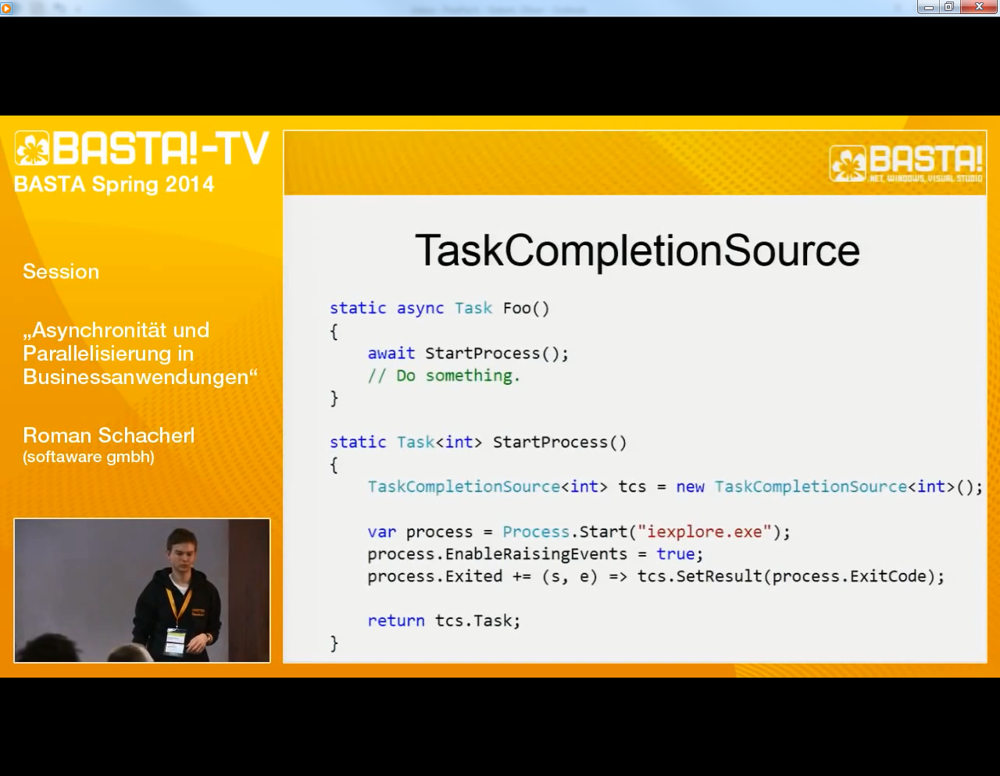 BASTA!-TV
BASTA Spring 2014
Session
„Asynchronität und
Parallelisierung in
Businessanwendungen“
Roman Schacherl
(softaware gmbh)
BASTA!
.NET, WINDOWS, VISUAL STUDIO
TaskCompletionSource
static async Task Foo()
{
    await StartProcess();
    // Do something.
}
static Task<int> StartProcess()
{
    TaskCompletionSource<int> tcs = new TaskCompletionSource<int>();
    var process = Process.Start("iexplore.exe");
    process.EnableRaisingEvents = true;
    process.Exited += (s, e) => tcs.SetResult(process.ExitCode);
    return tcs.Task;
}